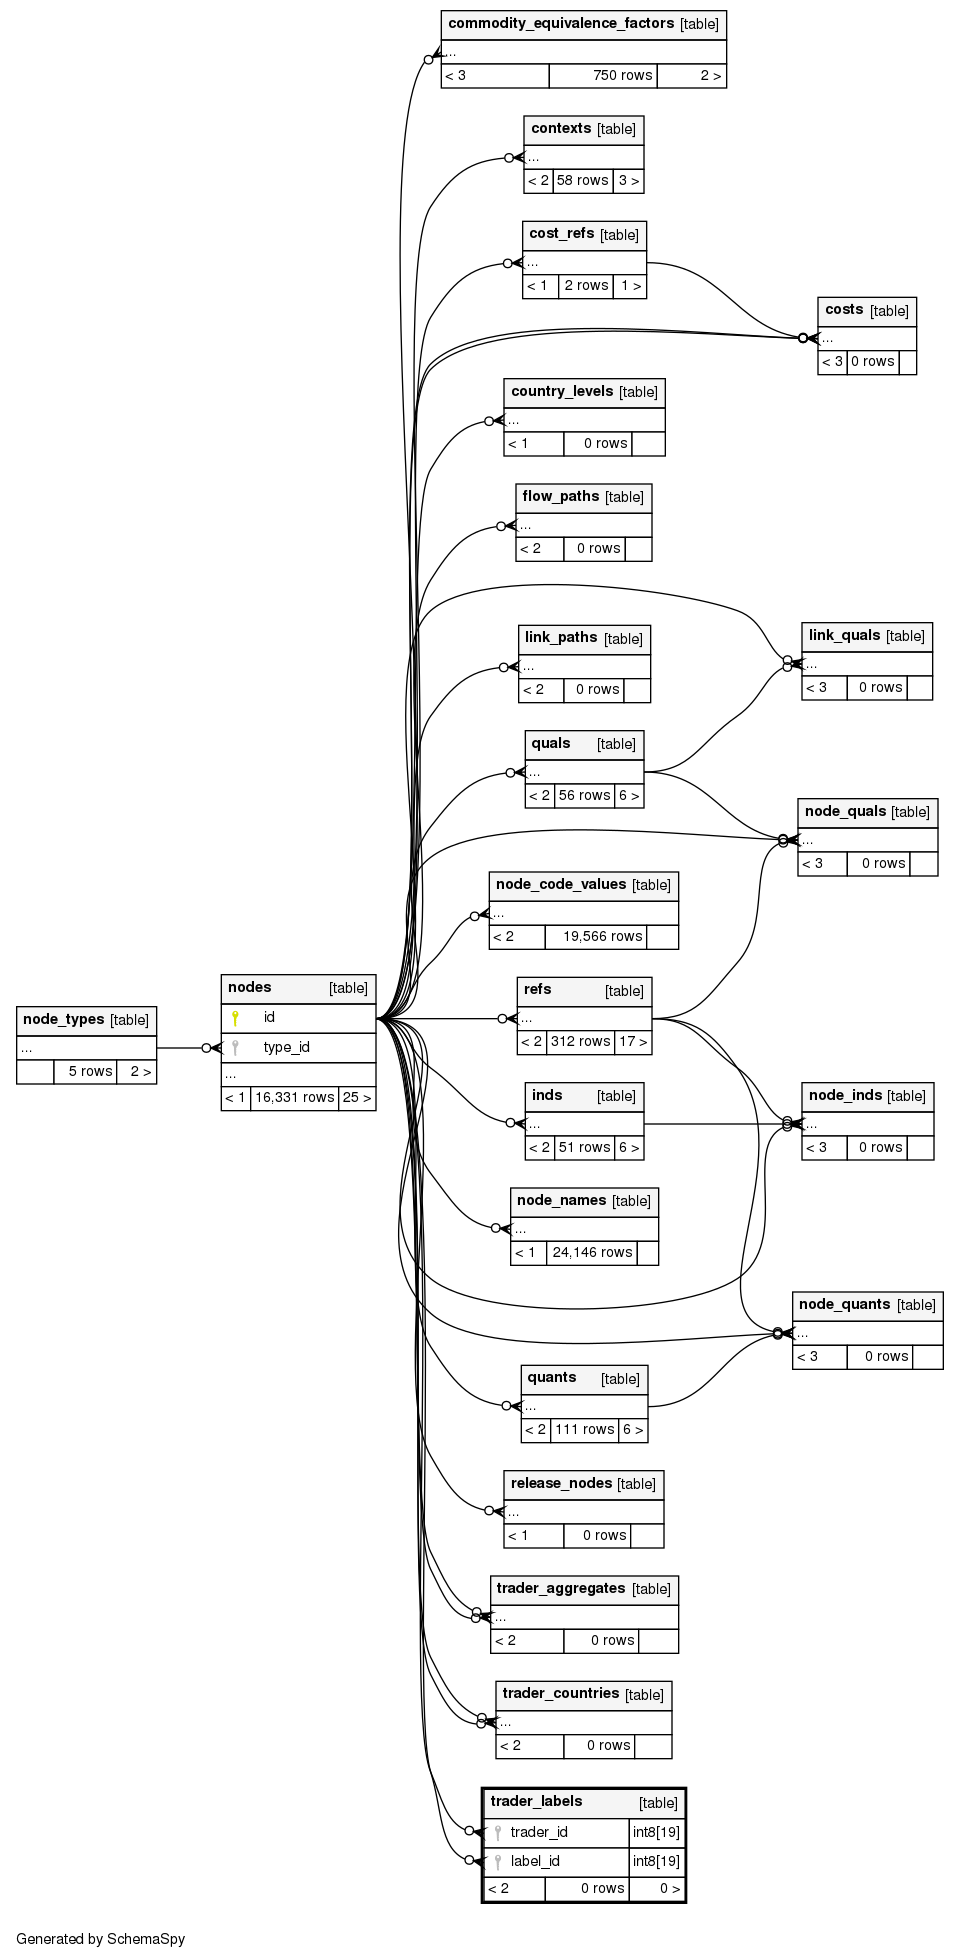 commodity_equivalence_factors [table]
...
< 3 750 rows 2 >
contexts [table]
...
< 2 58 rows 3 >
cost_refs [table]
...
< 1 2 rows 1 >
costs [table]
...
< 3 0 rows
country_levels [table]
...
< 1 0 rows
flow_paths [table]
...
< 2 0 rows
link_paths [table]
...
< 2 0 rows
link_quals [table]
...
< 3 0 rows
quals [table]
...
< 2 56 rows 6 >
node_quals [table]
...
< 3 0 rows
node_code_values [table]
...
< 2 19,566 rows
node_types [table]
...
5 rows 2 >
nodes [table]
id
type_id
...
< 1 16,331 rows 25 >
refs [table]
...
< 2 312 rows 17 >
inds [table]
...
< 2 51 rows 6 >
node_inds [table]
...
< 3 0 rows
node_names [table]
...
< 1 24,146 rows
node_quants [table]
...
< 3 0 rows
quants [table]
...
< 2 111 rows 6 >
release_nodes [table]
...
< 1 0 rows
trader_aggregates [table]
...
< 2 0 rows
trader_countries [table]
...
< 2 0 rows
trader_labels [table]
trader_id int8[19]
label_id int8[19]
< 2 0 rows 0 >
Generated by SchemaSpy